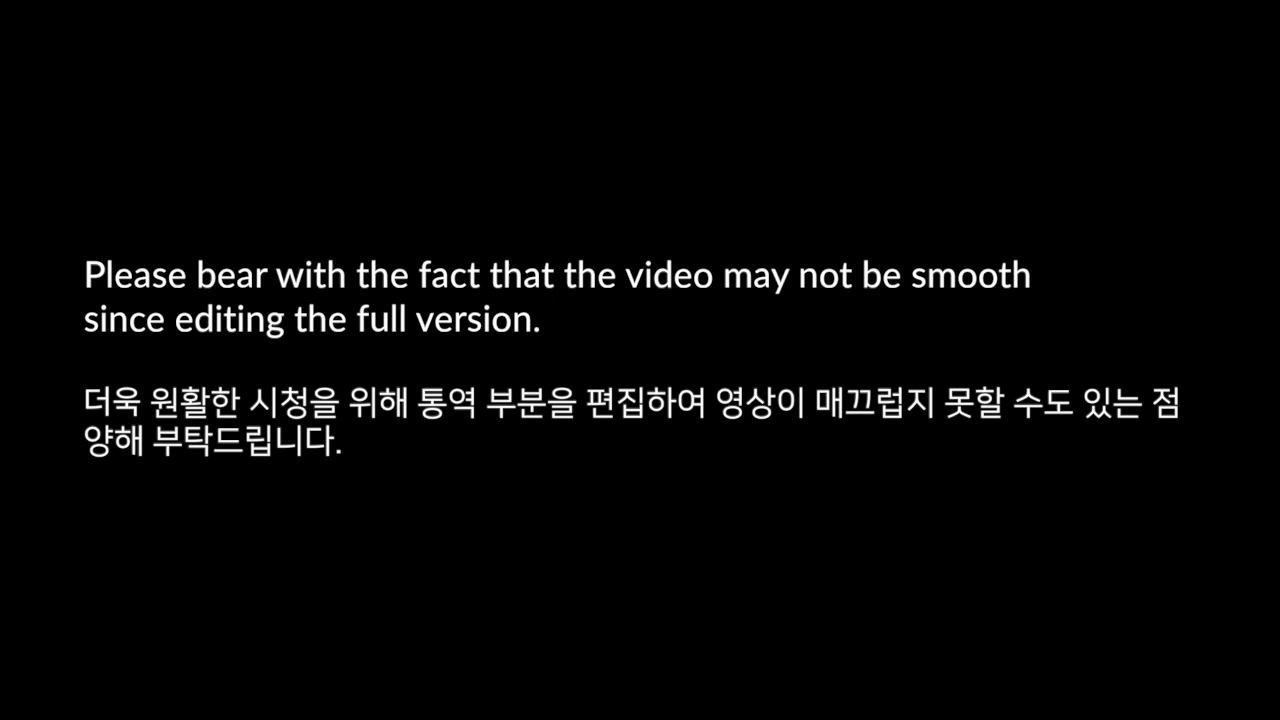 Please bear with the fact that the video may not be smooth
since editing the full version.
더욱 원활한 시청을 위해 통역 부분을 편집하여 영상이 매끄럽지 못할 수도 있는 점
양해 부탁드립니다.